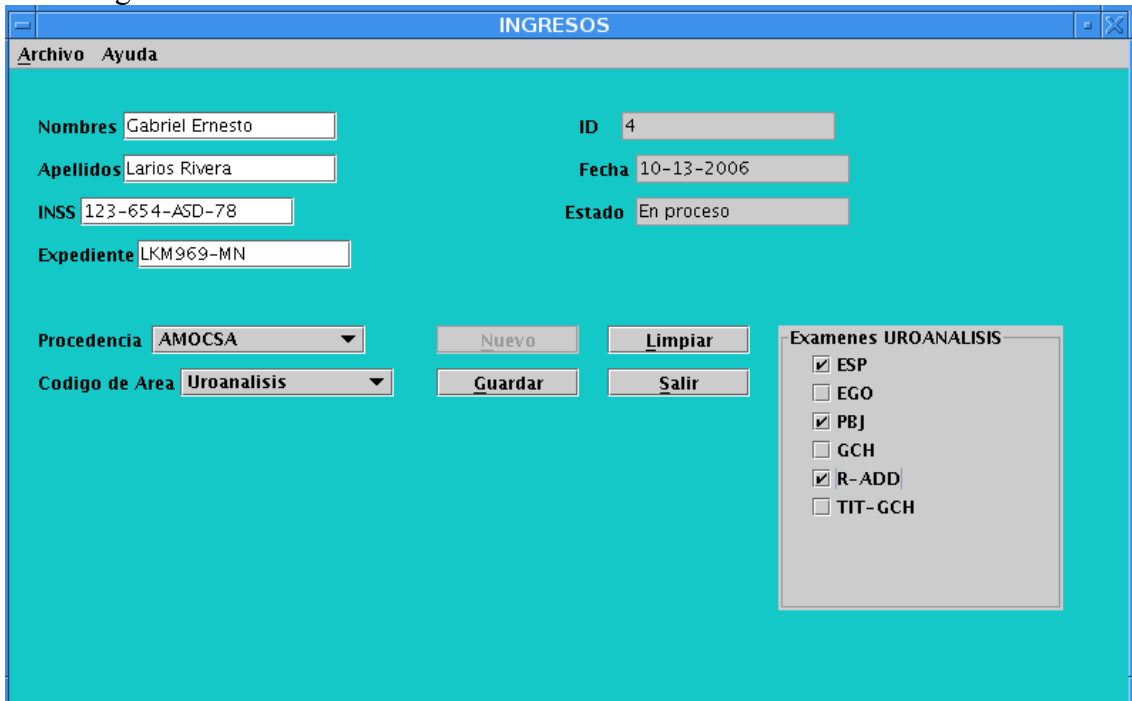 INGRESOS
Archivo Ayuda
Nombres Gabriel Ernesto
ID 4
Apellidos Larios Rivera
Fecha 10-13-2006
INSS 123-654-ASD-78
Estado En proceso
Expediente LKM969-MN
Procedencia AMOCSA
Nuevo
Limpiar
Codigo de Area Uroanalisis
Guardar
Salir
Examenes UROANALISIS
ESP
EGO
PBJ
GCH
R-ADD
TIT-GCH